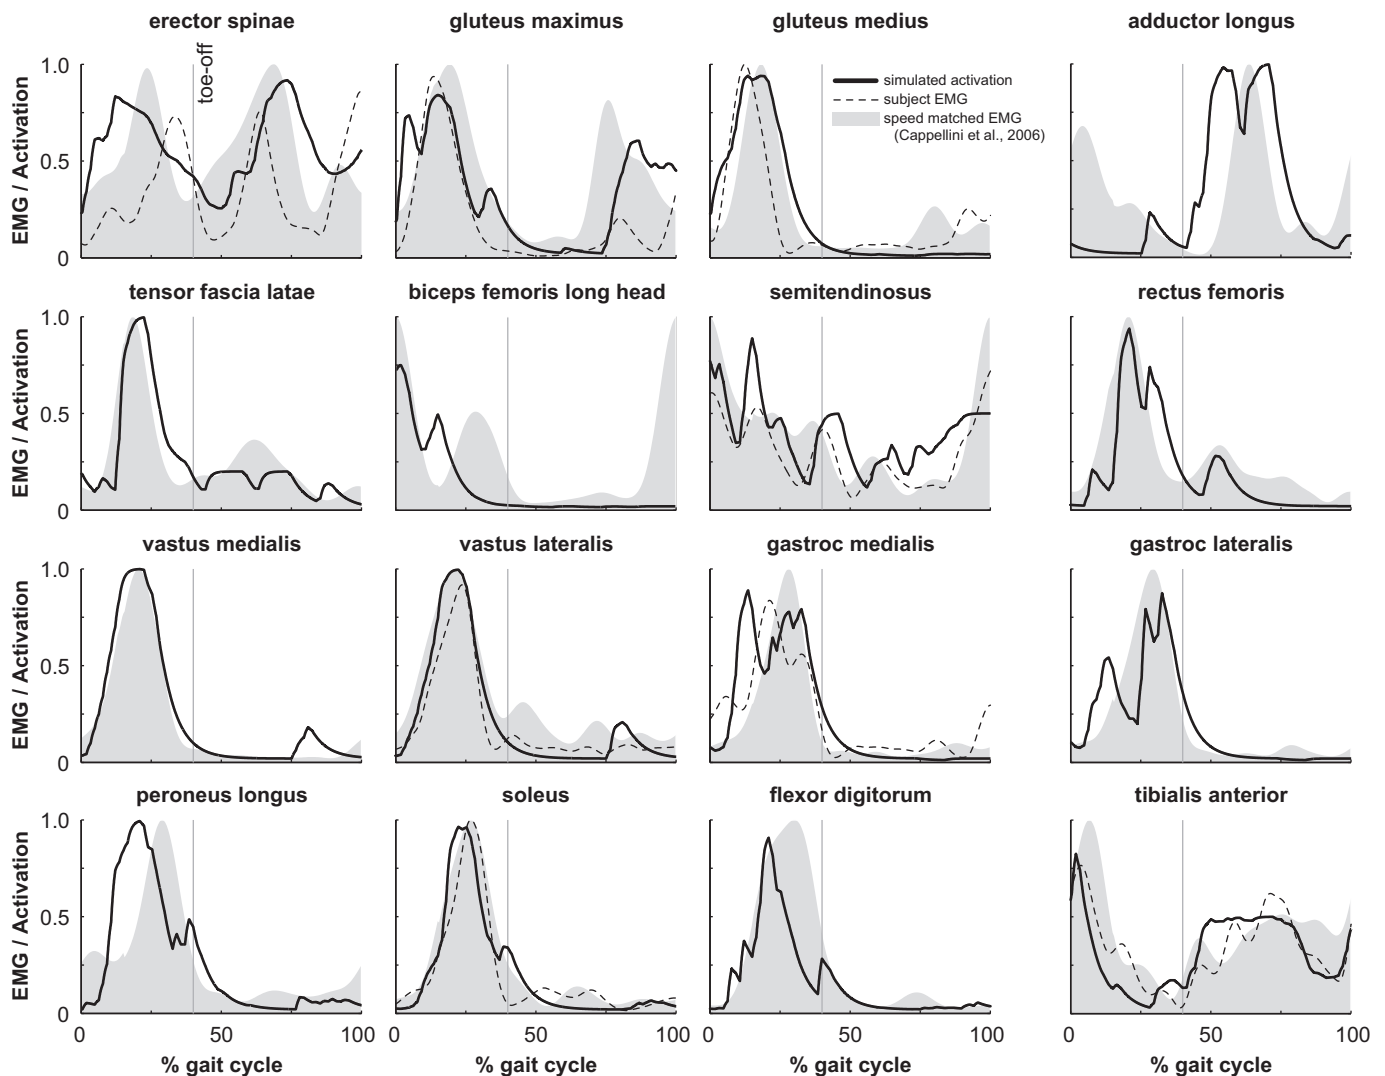 erector spinae
gluteus maximus
gluteus medius
adductor longus
EMG / Activation
1.0
0.5
0
toe-off
simulated activation
subject EMG
speed matched EMG
(Cappellini et al., 2006)
tensor fascia latae
biceps femoris long head
semitendinosus
rectus femoris
EMG / Activation
1.0
0.5
0
vastus medialis
vastus lateralis
gastroc medialis
gastroc lateralis
EMG / Activation
1.0
0.5
0
peroneus longus
soleus
flexor digitorum
tibialis anterior
EMG / Activation
1.0
0.5
0
0 50 100
0 50 100
0 50 100
0 50 100
% gait cycle
% gait cycle
% gait cycle
% gait cycle